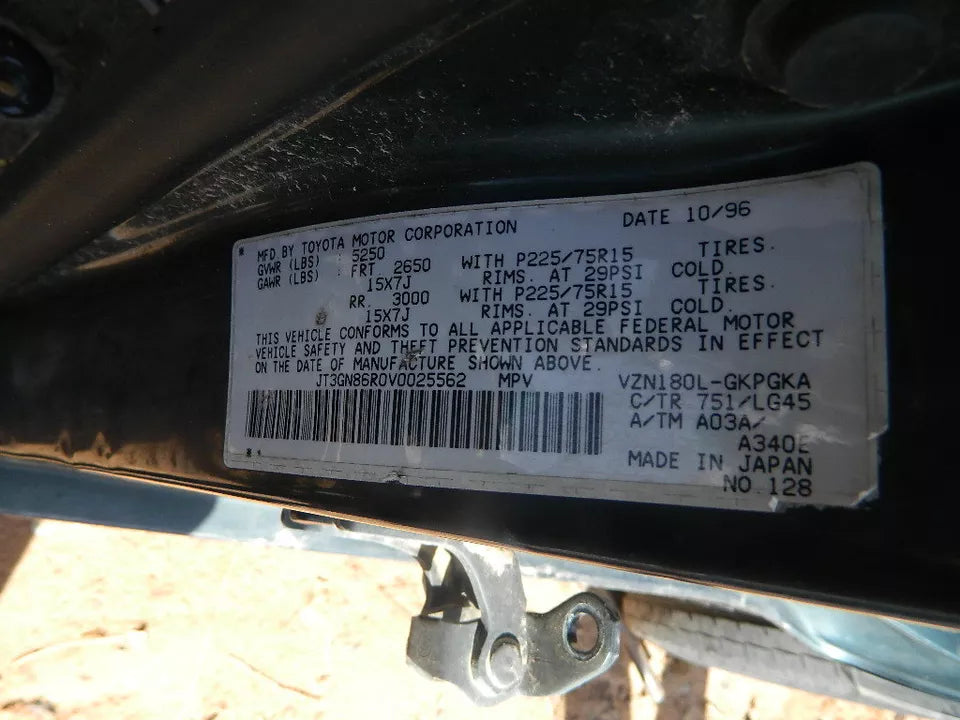 DATE 10/96
MFD BY TOYOTA MOTOR CORPORATION
GVWR (LBS) : 5250
GAWR (LBS) : FRT 2650 WITH P225/75R15 TIRES.
15X7J RIMS. AT 29PSI COLD.
RR. 3000 WITH P225/75R15 TIRES.
15X7J RIMS. AT 29PSI COLD.
THIS VEHICLE CONFORMS TO ALL APPLICABLE FEDERAL MOTOR
VEHICLE SAFETY AND THEFT PREVENTION STANDARDS IN EFFECT
ON THE DATE OF MANUFACTURE SHOWN ABOVE.
JT3GN86R0V0025562 MPV VZN180L-GKPGKA
C/TR 751/LG45
A/TM A03A/
A340E
MADE IN JAPAN
NO.128